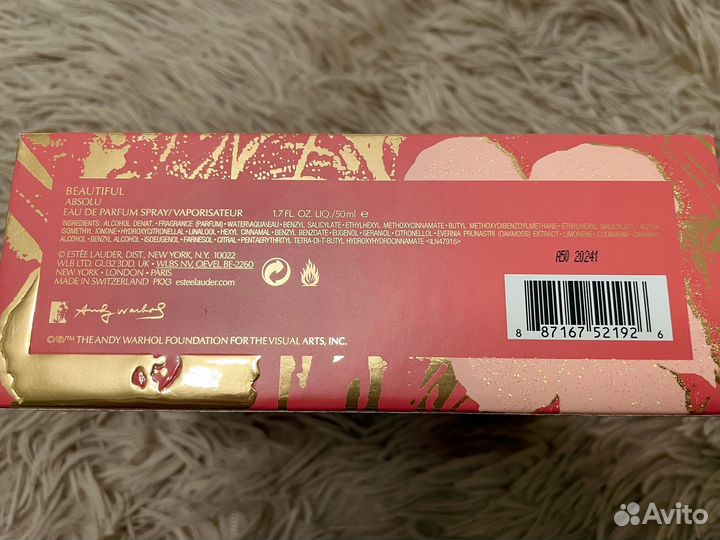 BEAUTIFUL
ABSOLU
EAU DE PARFUM SPRAY/VAPORISATEUR 1.7 FL. OZ. LIQ./50ml ℮
INGREDIENTS: ALCOHOL DENAT. • FRAGRANCE (PARFUM) • WATER\AQUA\EAU • BENZYL SALICYLATE • ETHYLHEXYL METHOXYCINNAMATE • BUTYL METHOXYDIBENZOYLMETHANE • ETHYLHEXYL SALICYLATE • ALPHA-
ISOMETHYL IONONE • HYDROXYCITRONELLAL • LINALOOL • HEXYL CINNAMAL • BENZYL BENZOATE • EUGENOL • GERANIOL • CITRONELLOL • EVERNIA PRUNASTRI (OAKMOSS) EXTRACT • LIMONENE • COUMARIN • CINNAMYL
ALCOHOL • BENZYL ALCOHOL • ISOEUGENOL • FARNESOL • CITRAL • PENTAERYTHRITYL TETRA-DI-T-BUTYL HYDROXYHYDROCINNAMATE <ILN47916>
© ESTÉE LAUDER, DIST. NEW YORK, N.Y. 10022
WLB LTD. GU32 3DD, UK • WLBS NV. OEVEL BE-2260
NEW YORK • LONDON • PARIS
MADE IN SWITZERLAND PKX3 esteelauder.com
A50 20241
8 87167 52192 6
Andy Warhol
©/®/™ THE ANDY WARHOL FOUNDATION FOR THE VISUAL ARTS, INC.
Avito